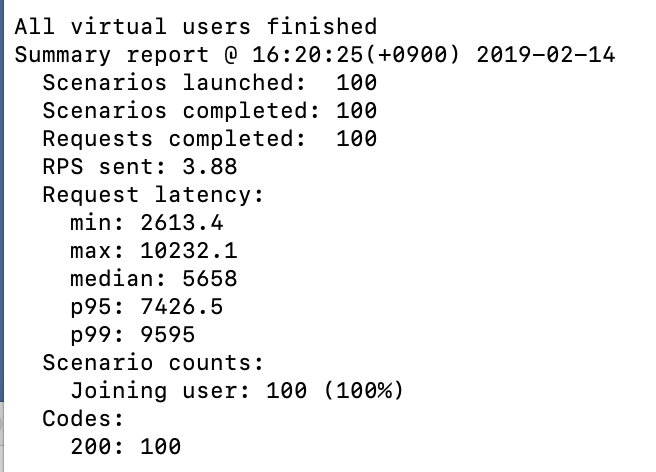 All virtual users finished
Summary report @ 16:20:25(+0900) 2019-02-14
Scenarios launched:  100
Scenarios completed: 100
Requests completed:  100
RPS sent: 3.88
Request latency:
min: 2613.4
max: 10232.1
median: 5658
p95: 7426.5
p99: 9595
Scenario counts:
Joining user: 100 (100%)
Codes:
200: 100